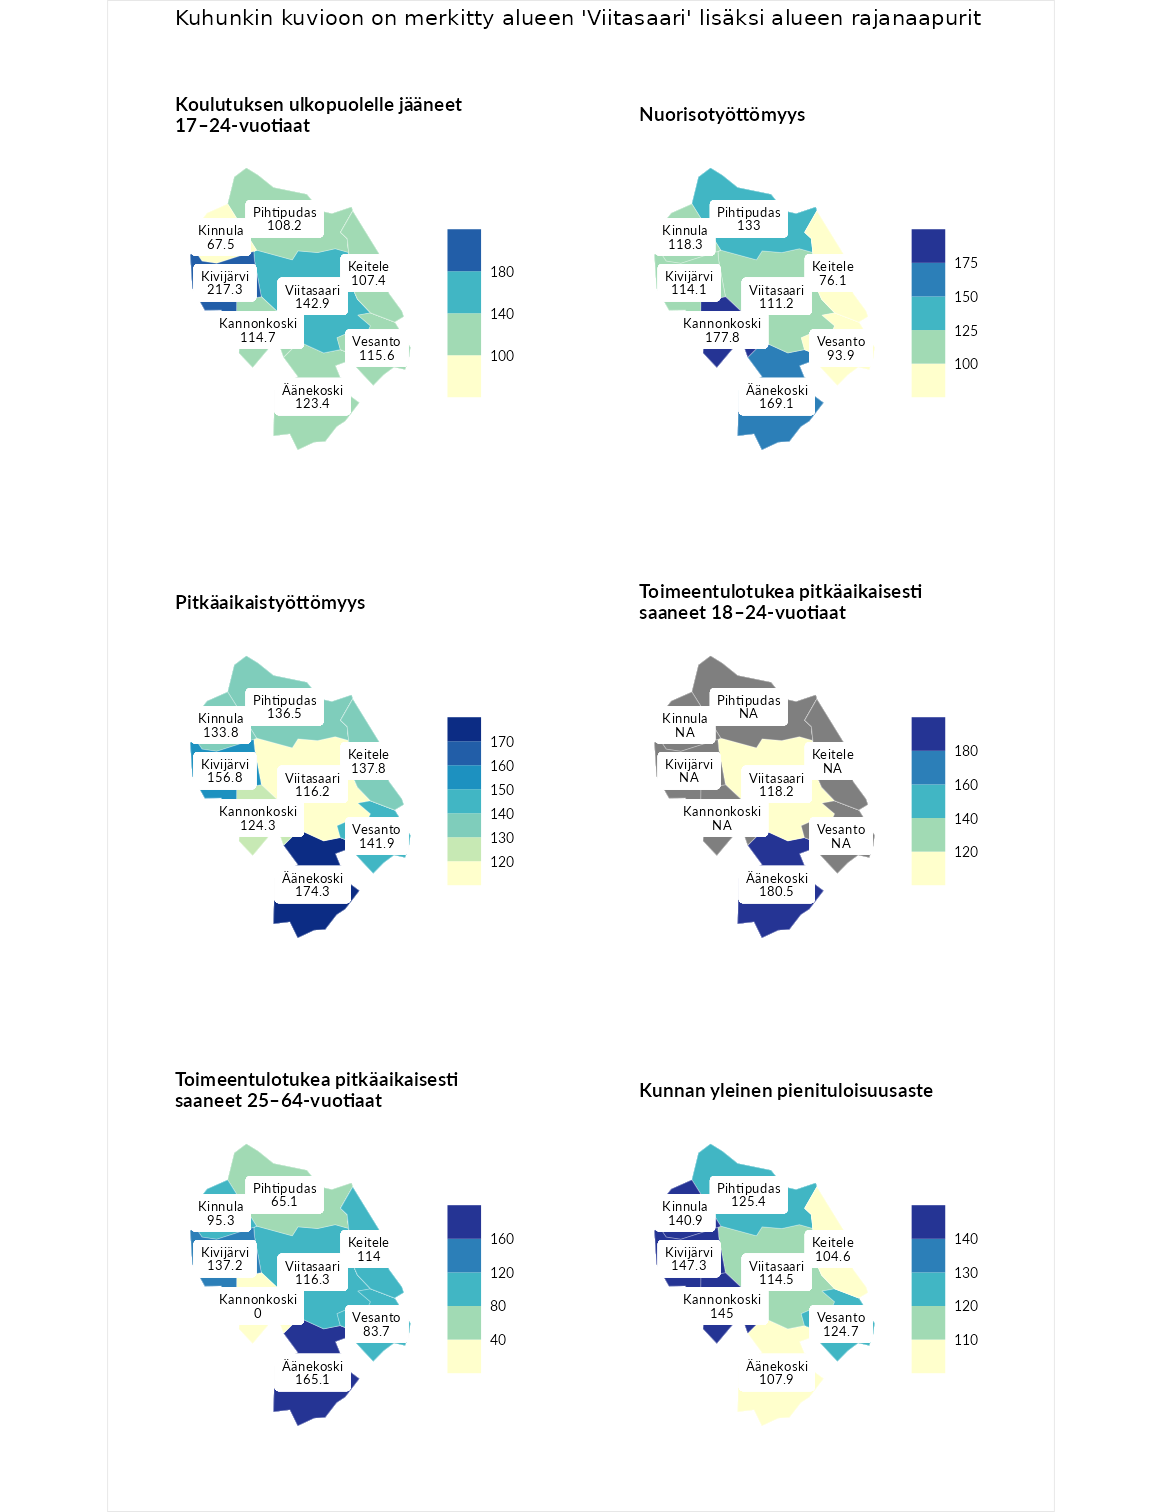 Kuhunkin kuvioon on merkitty alueen 'Viitasaari' lisäksi alueen rajanaapurit
Koulutuksen ulkopuolelle jääneet
17–24-vuotiaat
Pihtipudas
108.2
Kinnula
67.5
Keitele
107.4
Kivijärvi
217.3
Viitasaari
142.9
Kannonkoski
114.7
Vesanto
115.6
Äänekoski
123.4
180
140
100
Nuorisotyöttömyys
Pihtipudas
133
Kinnula
118.3
Keitele
76.1
Kivijärvi
114.1
Viitasaari
111.2
Kannonkoski
177.8
Vesanto
93.9
Äänekoski
169.1
175
150
125
100
Pitkäaikaistyöttömyys
Pihtipudas
136.5
Kinnula
133.8
Keitele
137.8
Kivijärvi
156.8
Viitasaari
116.2
Kannonkoski
124.3
Vesanto
141.9
Äänekoski
174.3
170
160
150
140
130
120
Toimeentulotukea pitkäaikaisesti
saaneet 18–24-vuotiaat
Pihtipudas
NA
Kinnula
NA
Keitele
NA
Kivijärvi
NA
Viitasaari
118.2
Kannonkoski
NA
Vesanto
NA
Äänekoski
180.5
180
160
140
120
Toimeentulotukea pitkäaikaisesti
saaneet 25–64-vuotiaat
Pihtipudas
65.1
Kinnula
95.3
Keitele
114
Kivijärvi
137.2
Viitasaari
116.3
Kannonkoski
0
Vesanto
83.7
Äänekoski
165.1
160
120
80
40
Kunnan yleinen pienituloisuusaste
Pihtipudas
125.4
Kinnula
140.9
Keitele
104.6
Kivijärvi
147.3
Viitasaari
114.5
Kannonkoski
145
Vesanto
124.7
Äänekoski
107.9
140
130
120
110